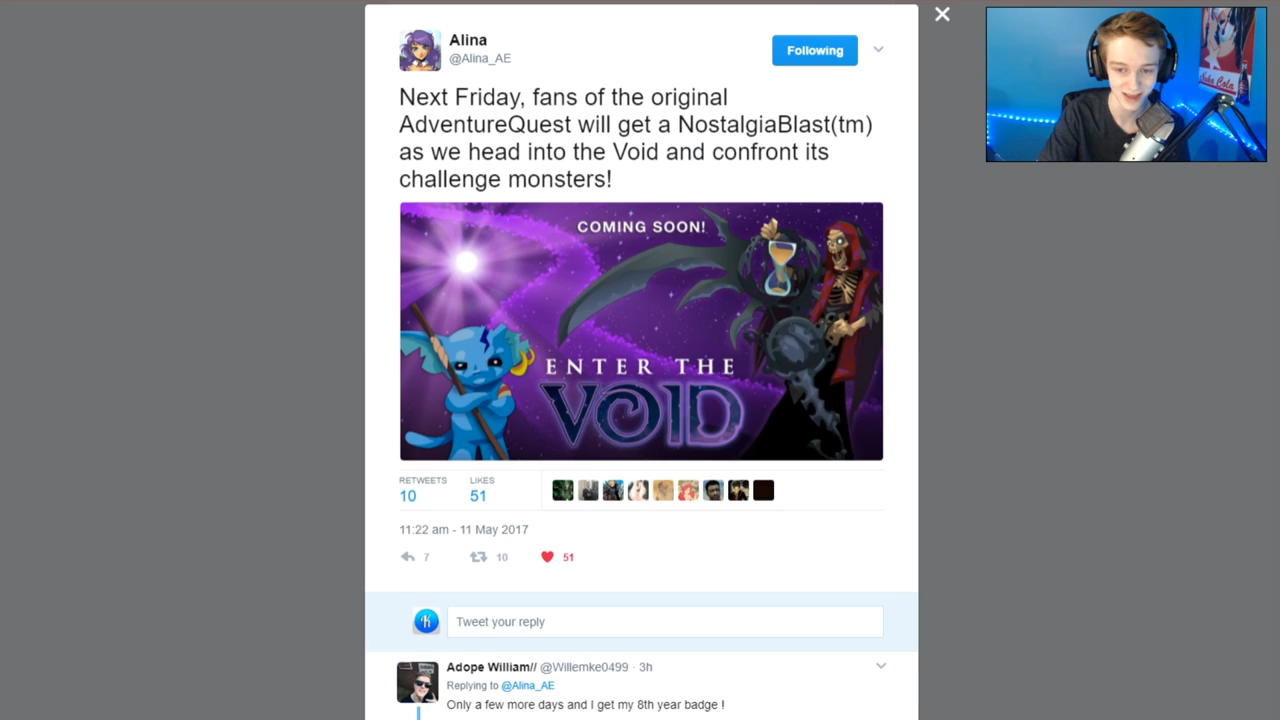 Alina
@Alina_AE
Following
Next Friday, fans of the original
AdventureQuest will get a NostalgiaBlast(tm)
as we head into the Void and confront its
challenge monsters!
COMING SOON!
ENTER THE
VOID
RETWEETS
10
LIKES
51
11:22 am - 11 May 2017
7
10
51
Tweet your reply
Adope William// @Willemke0499 · 3h
Replying to @Alina_AE
Only a few more days and I get my 8th year badge !
Nuka Cola